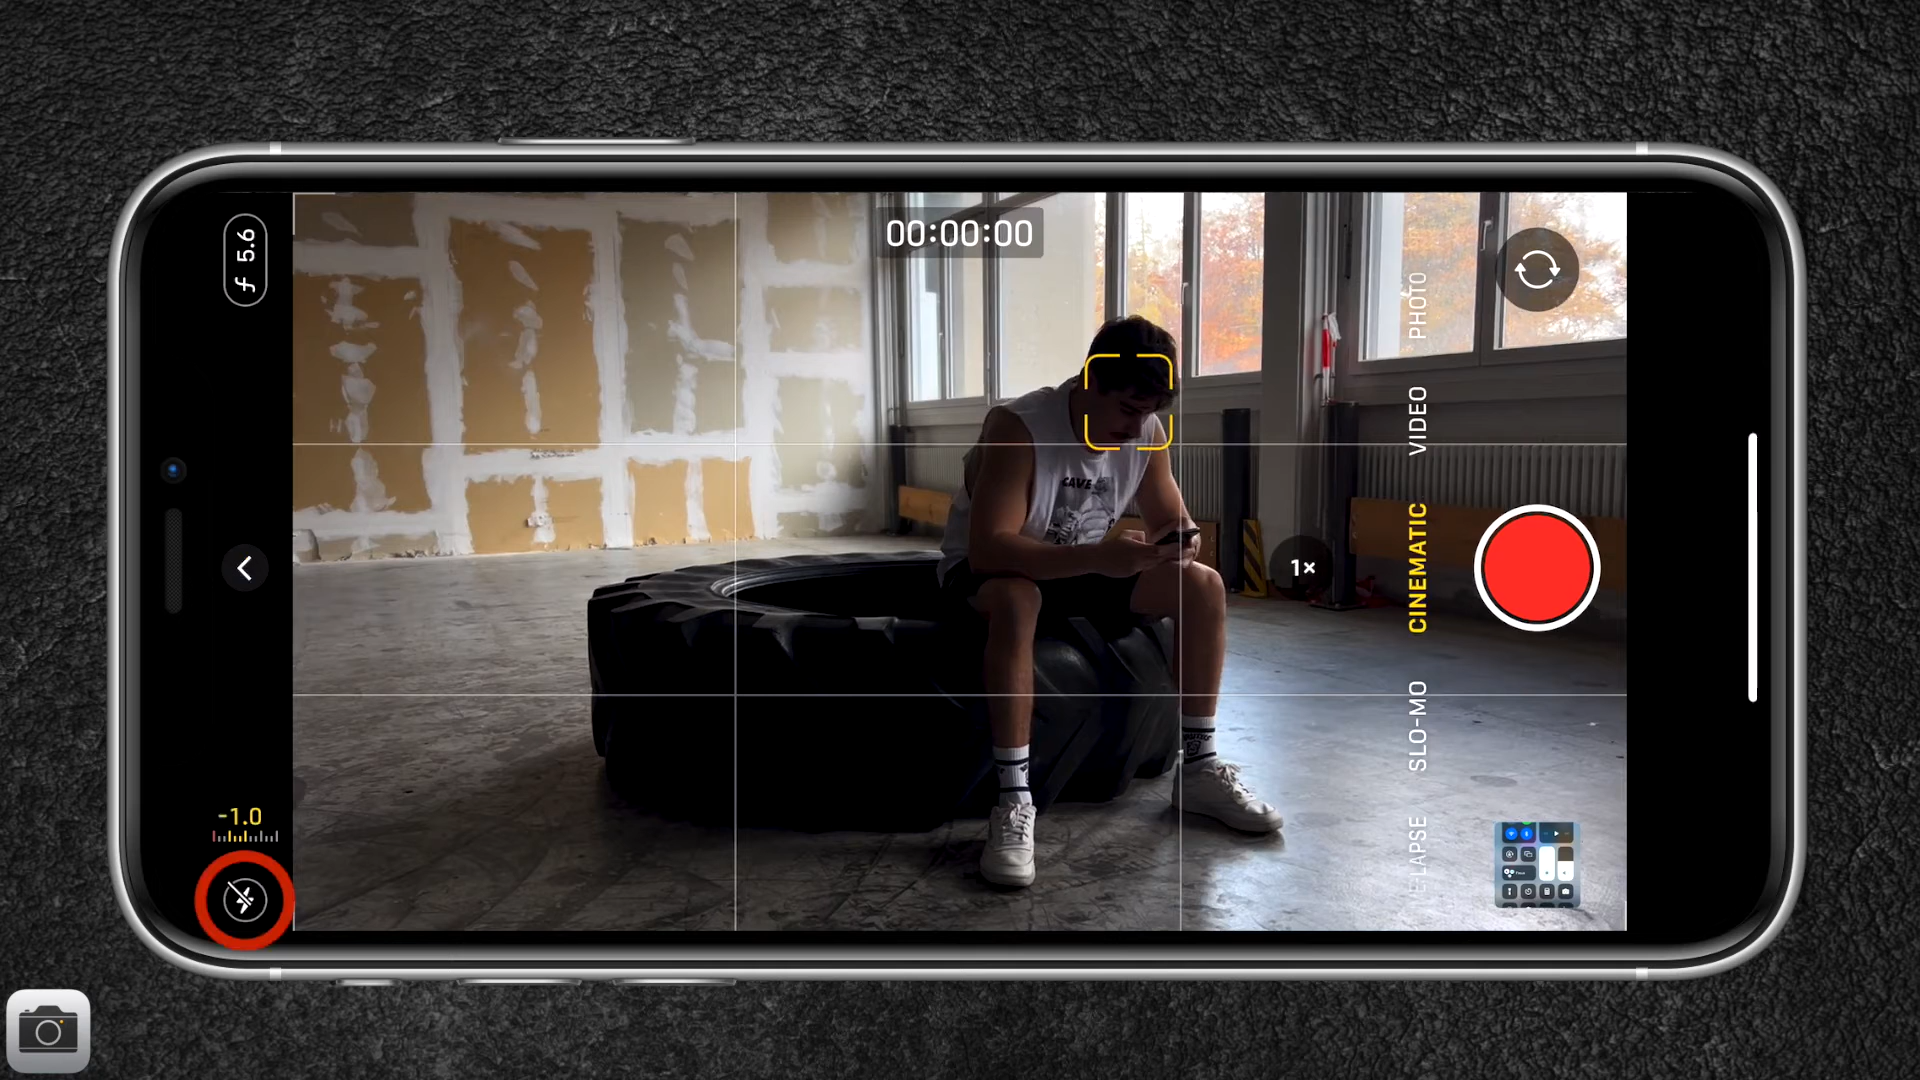 00:00:00
f 5.6
PHOTO
VIDEO
CINEMATIC
SLO-MO
LAPSE
1×
-1.0
CAVE